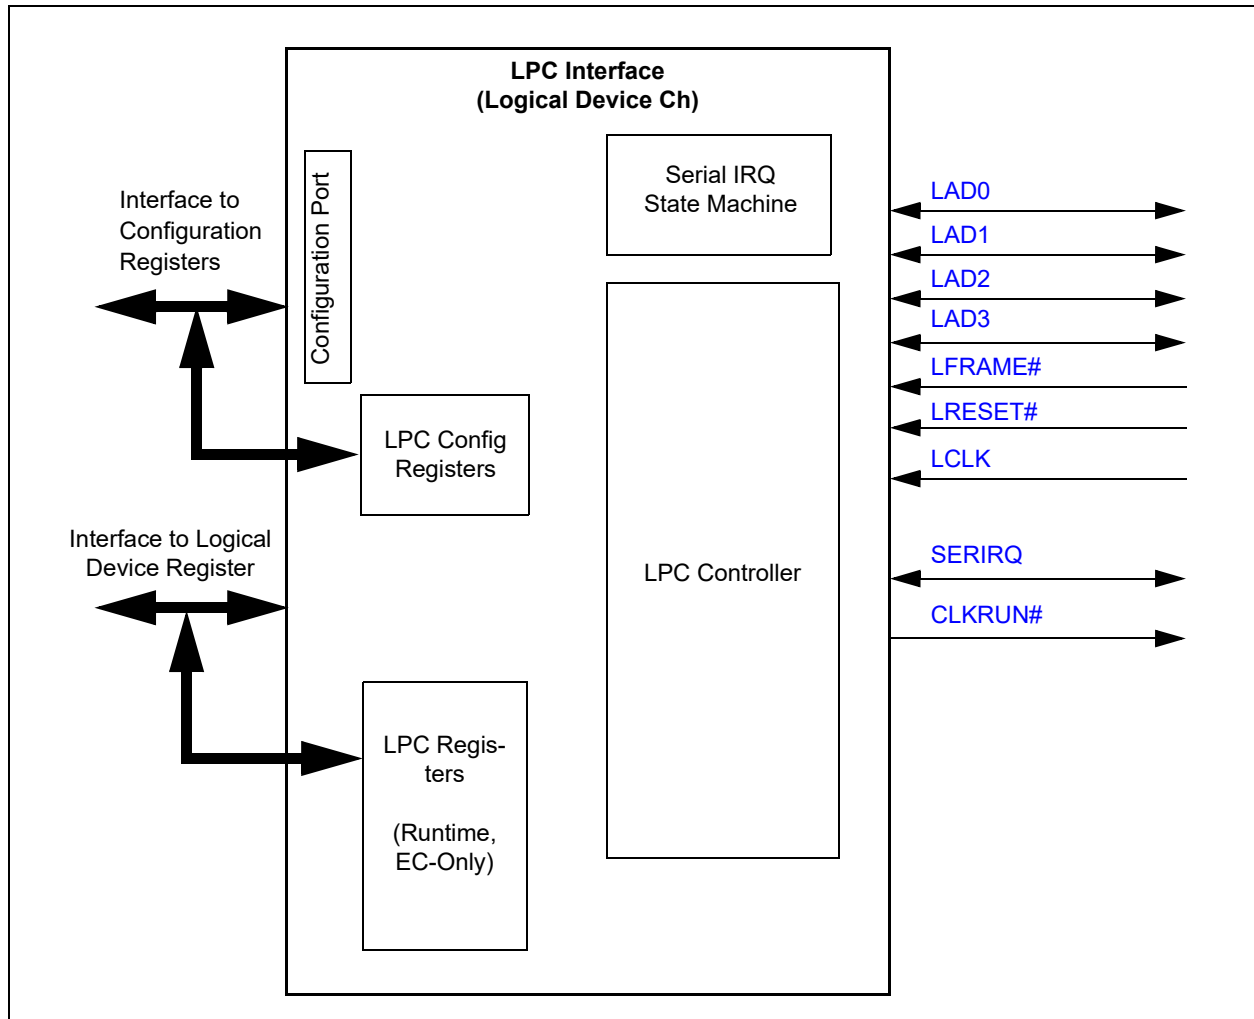 LPC Interface
(Logical Device Ch)
Interface to
Configuration
Registers
Configuration Port
Serial IRQ
State Machine
LAD0
LAD1
LAD2
LAD3
LFRAME#
LRESET#
LCLK
LPC Config
Registers
Interface to Logical
Device Register
LPC Controller
SERIRQ
CLKRUN#
LPC Regis-
ters
(Runtime,
EC-Only)